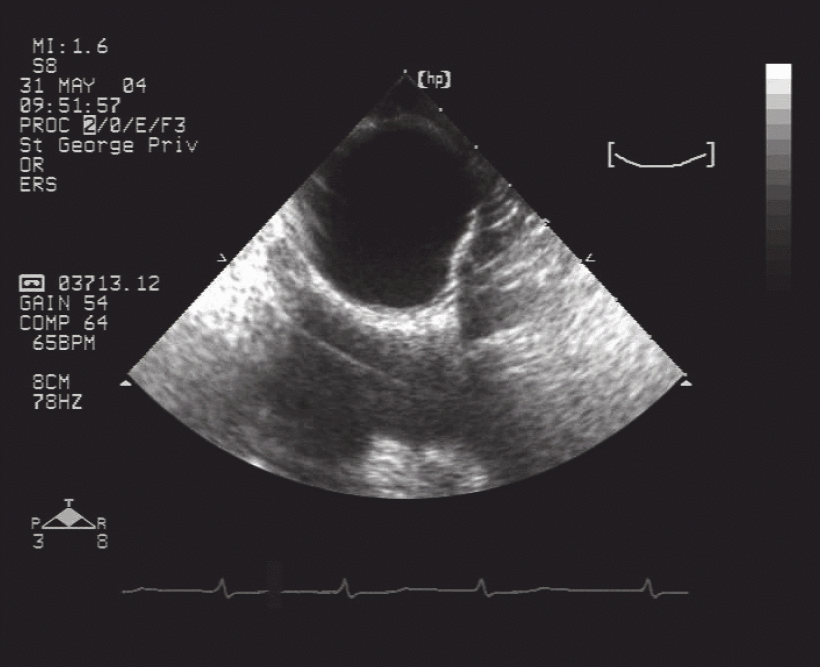 MI:1.6
S8
31 MAY 04
09:51:57
PROC 2/0/E/F3
St George Priv
OR
ERS
[hp]
03713.12
GAIN 54
COMP 64
65BPM
8CM
78HZ
T
P R
3 8